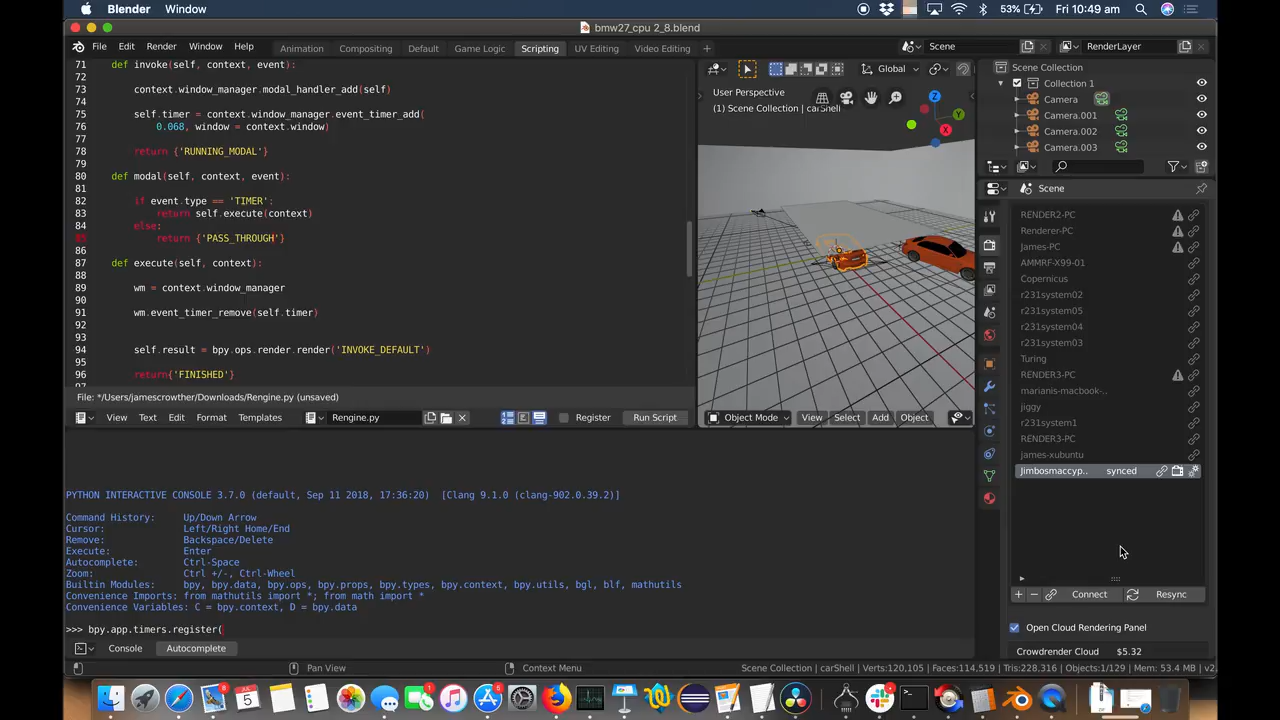 Blender Window 53% Fri 10:49 am
bmw27_cpu 2_8.blend
File Edit Render Window Help Animation Compositing Default Game Logic Scripting UV Editing Video Editing + Scene RenderLayer
71 def invoke(self, context, event):
72
73 context.window_manager.modal_handler_add(self)
74
75 self.timer = context.window_manager.event_timer_add(
76 0.068, window = context.window)
77
78 return {'RUNNING_MODAL'}
79
80 def modal(self, context, event):
81
82 if event.type == 'TIMER':
83 return self.execute(context)
84 else:
85 return {'PASS_THROUGH'}
86
87 def execute(self, context):
88
89 wm = context.window_manager
90
91 wm.event_timer_remove(self.timer)
92
93
94 self.result = bpy.ops.render.render('INVOKE_DEFAULT')
95
96 return{'FINISHED'}
97
File: */Users/jamescrowther/Downloads/Rengine.py (unsaved)
View Text Edit Format Templates Rengine.py Register Run Script
Global
User Perspective
(1) Scene Collection | carShell
Z
Y
X
Object Mode View Select Add Object
Scene Collection
Collection 1
Camera
Camera.001
Camera.002
Camera.003
Scene
RENDER2-PC
Renderer-PC
James-PC
AMMRF-X99-01
Copernicus
r231system02
r231system05
r231system04
r231system03
Turing
RENDER3-PC
marianis-macbook-..
jiggy
r231system1
RENDER3-PC
james-xubuntu
Jimbosmaccyp.. synced
+ − Connect Resync
Open Cloud Rendering Panel
Crowdrender Cloud $5.32
PYTHON INTERACTIVE CONSOLE 3.7.0 (default, Sep 11 2018, 17:36:20) [Clang 9.1.0 (clang-902.0.39.2)]
Command History: Up/Down Arrow
Cursor: Left/Right Home/End
Remove: Backspace/Delete
Execute: Enter
Autocomplete: Ctrl-Space
Zoom: Ctrl +/-, Ctrl-Wheel
Builtin Modules: bpy, bpy.data, bpy.ops, bpy.props, bpy.types, bpy.context, bpy.utils, bgl, blf, mathutils
Convenience Imports: from mathutils import *; from math import *
Convenience Variables: C = bpy.context, D = bpy.data
>>> bpy.app.timers.register(
Console Autocomplete
Pan View Context Menu Scene Collection | carShell | Verts:120,105 | Faces:114,519 | Tris:228,316 | Objects:1/129 | Mem: 53.4 MB | v2